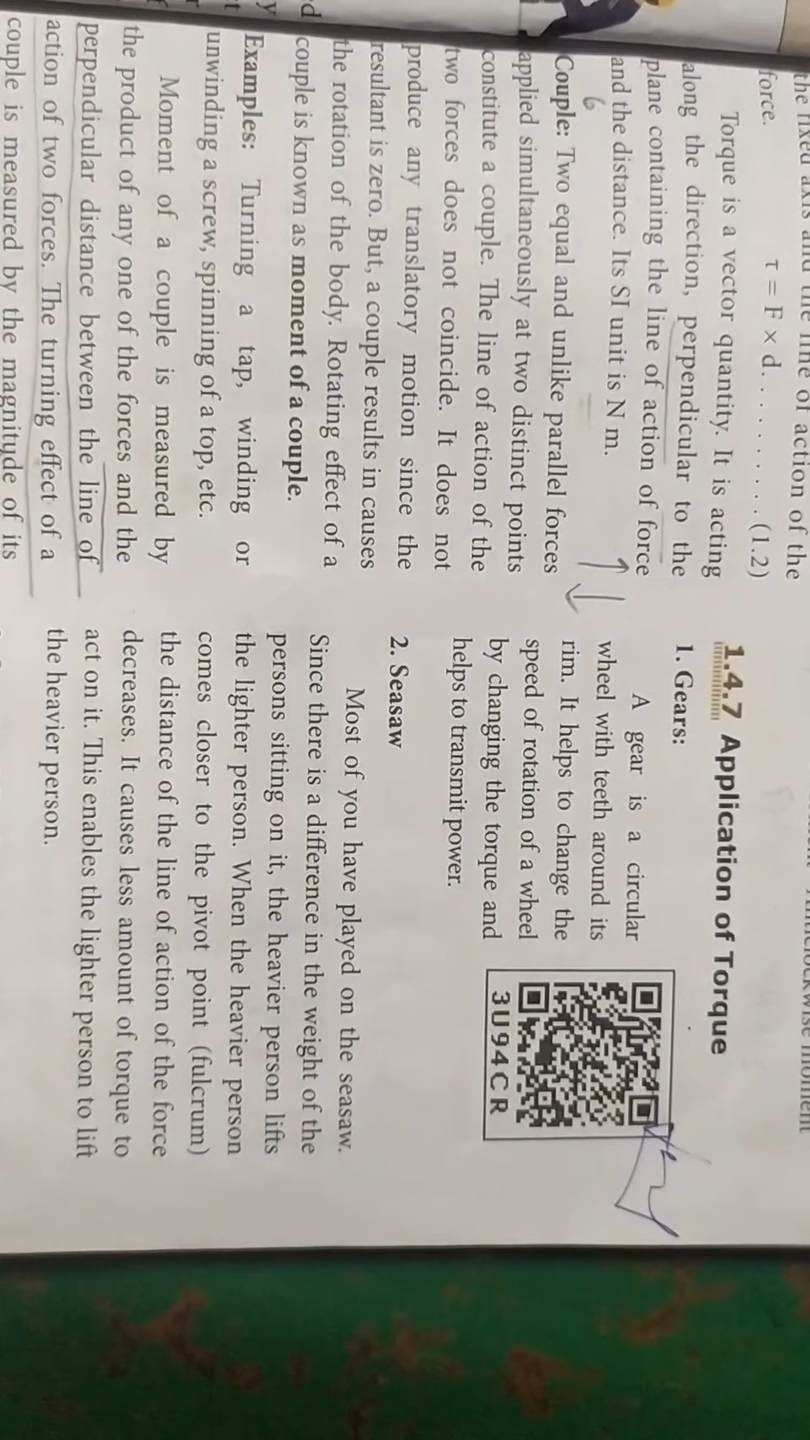 the fixed axis and the line of action of the
force.
τ = F × d. . . . . . . . . . (1.2)
Torque is a vector quantity. It is acting
along the direction, perpendicular to the
plane containing the line of action of force
and the distance. Its SI unit is N m.
6
Couple: Two equal and unlike parallel forces
applied simultaneously at two distinct points
constitute a couple. The line of action of the
two forces does not coincide. It does not
produce any translatory motion since the
resultant is zero. But, a couple results in causes
the rotation of the body. Rotating effect of a
couple is known as moment of a couple.
Examples: Turning a tap, winding or
unwinding a screw, spinning of a top, etc.
Moment of a couple is measured by
the product of any one of the forces and the
perpendicular distance between the line of
action of two forces. The turning effect of a
couple is measured by the magnitude of its
moment
1.4.7 Application of Torque
1. Gears:
A gear is a circular
wheel with teeth around its
rim. It helps to change the
speed of rotation of a wheel
by changing the torque and
helps to transmit power.
3U94CR
2. Seasaw
Most of you have played on the seasaw.
Since there is a difference in the weight of the
persons sitting on it, the heavier person lifts
the lighter person. When the heavier person
comes closer to the pivot point (fulcrum)
the distance of the line of action of the force
decreases. It causes less amount of torque to
act on it. This enables the lighter person to lift
the heavier person.